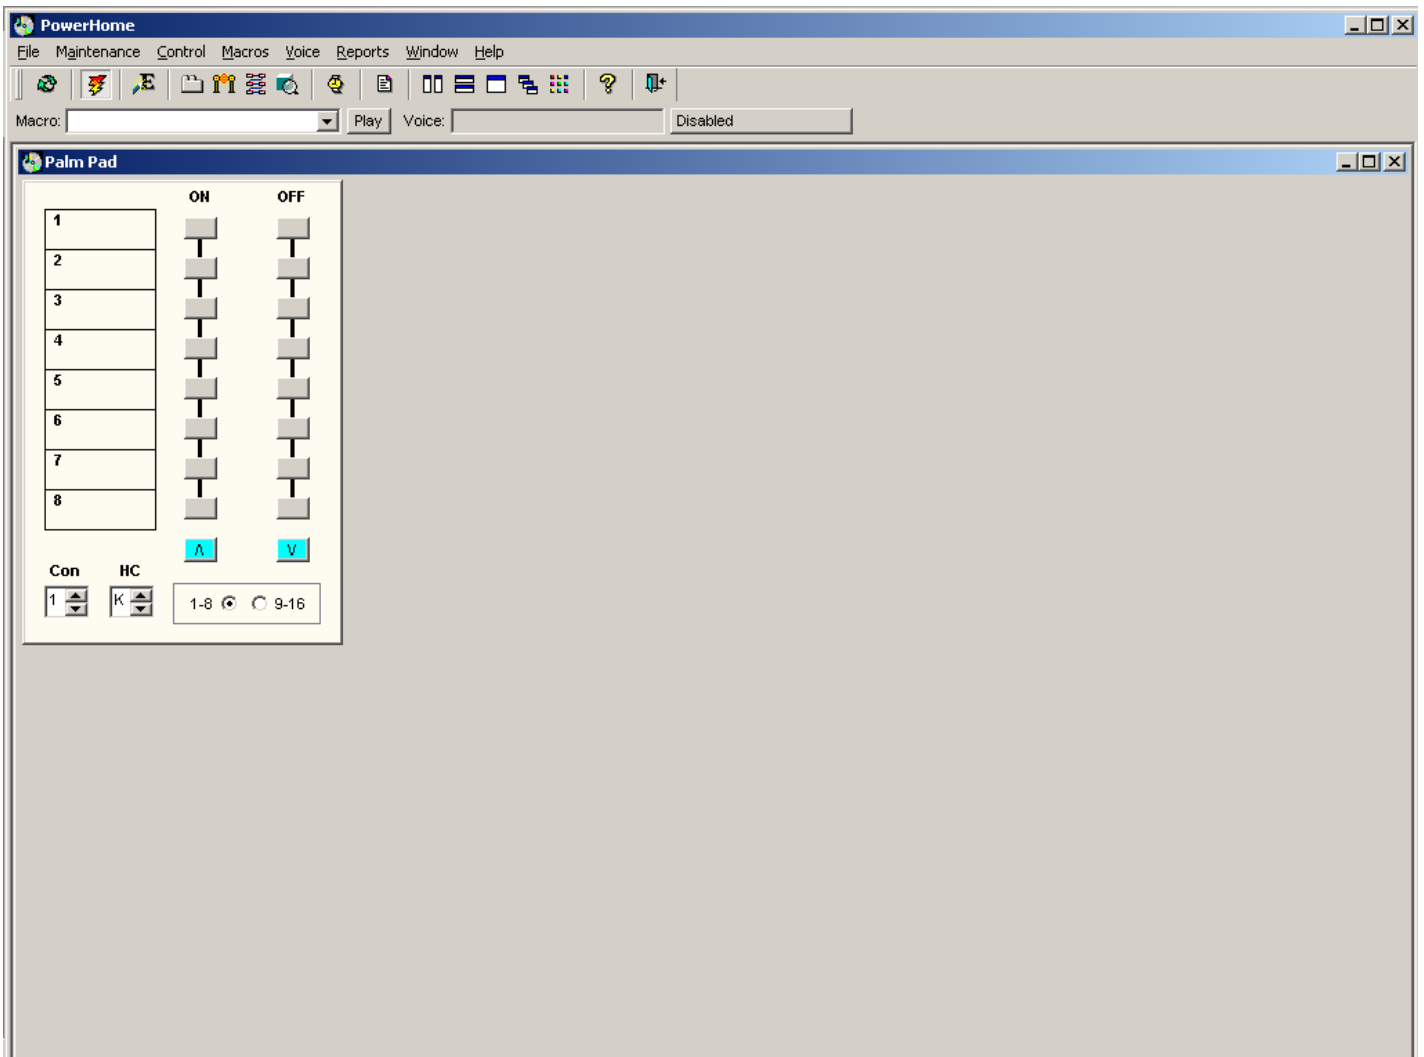 PowerHome
File Maintenance Control Macros Voice Reports Window Help
Macro: Play Voice: Disabled
Palm Pad
ON OFF
1
2
3
4
5
6
7
8
Λ V
Con HC
1 K 1-8 9-16